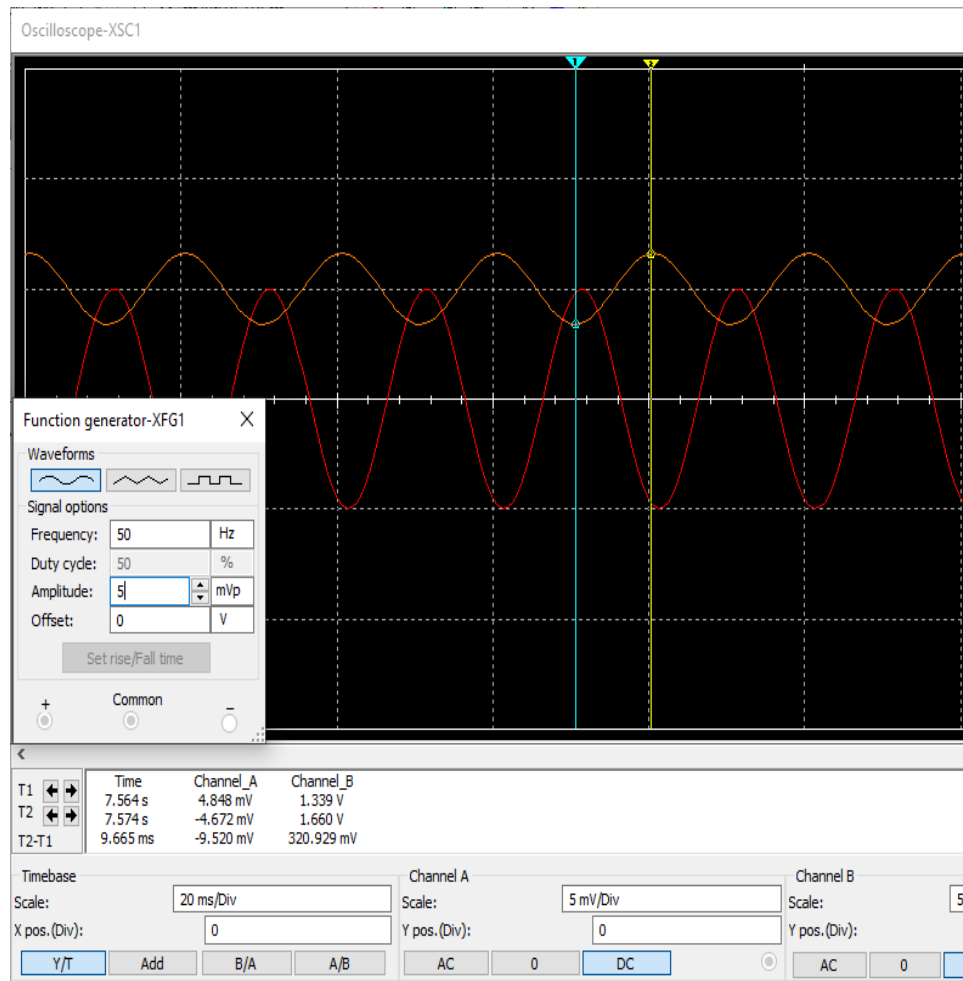 Oscilloscope-XSC1
1
2
Function generator-XFG1
Waveforms
Signal options
Frequency: 50 Hz
Duty cycle: 50 %
Amplitude: 5 mVp
Offset: 0 V
Set rise/Fall time
+ Common –
Time Channel_A Channel_B
T1 7.564 s 4.848 mV 1.339 V
T2 7.574 s -4.672 mV 1.660 V
T2-T1 9.665 ms -9.520 mV 320.929 mV
Timebase Channel A Channel B
Scale: 20 ms/Div Scale: 5 mV/Div Scale: 5
X pos.(Div): 0 Y pos.(Div): 0 Y pos.(Div):
Y/T Add B/A A/B AC 0 DC AC 0